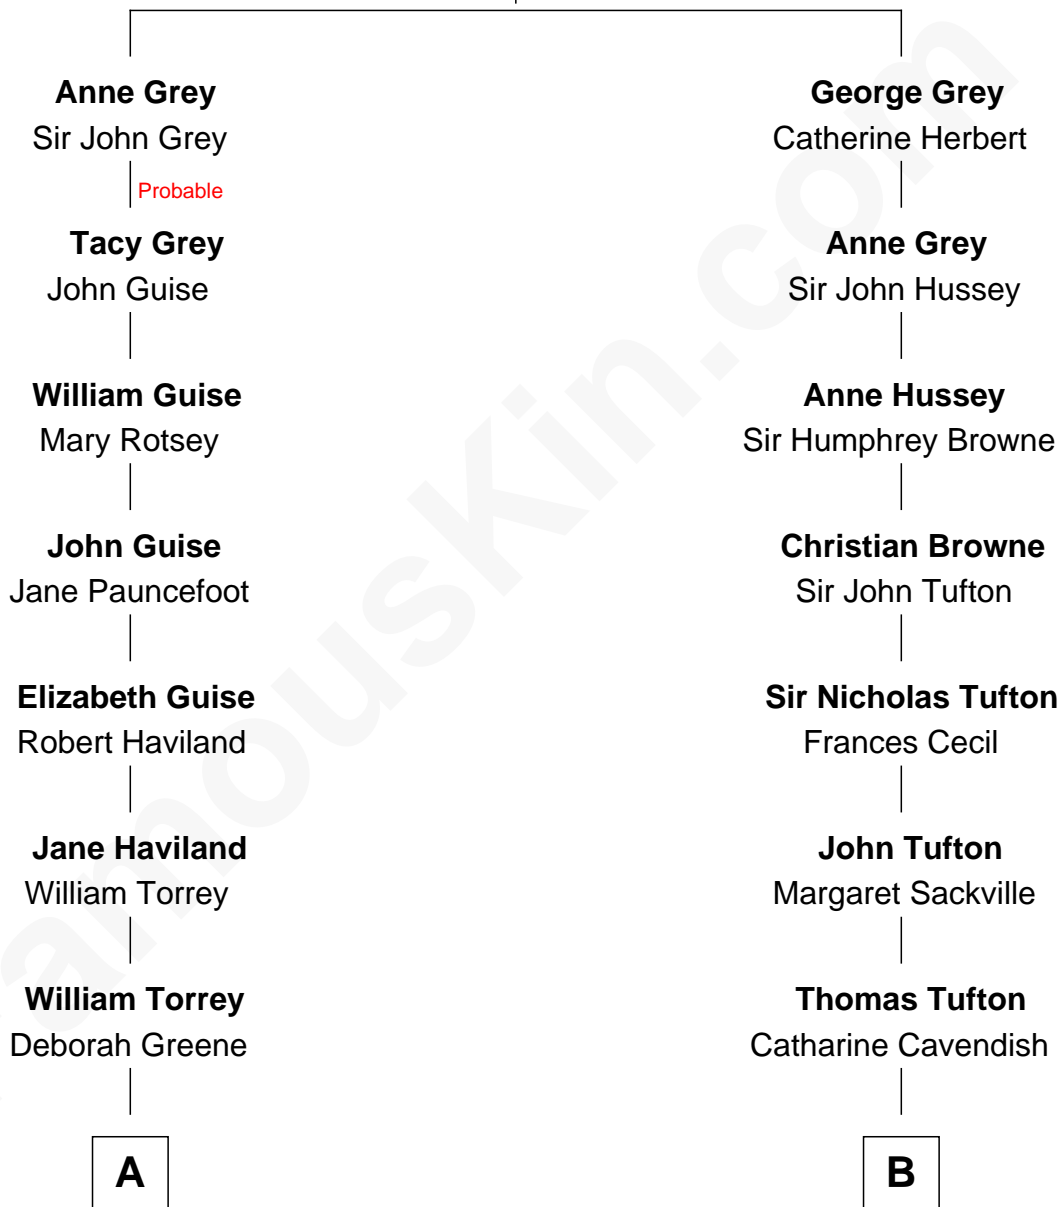 Anne Grey
Sir John Grey
Probable
Tacy Grey
John Guise
William Guise
Mary Rotsey
John Guise
Jane Pauncefoot
Elizabeth Guise
Robert Haviland
Jane Haviland
William Torrey
William Torrey
Deborah Greene
A
George Grey
Catherine Herbert
Anne Grey
Sir John Hussey
Anne Hussey
Sir Humphrey Browne
Christian Browne
Sir John Tufton
Sir Nicholas Tufton
Frances Cecil
John Tufton
Margaret Sackville
Thomas Tufton
Catharine Cavendish
B
amousKin.com